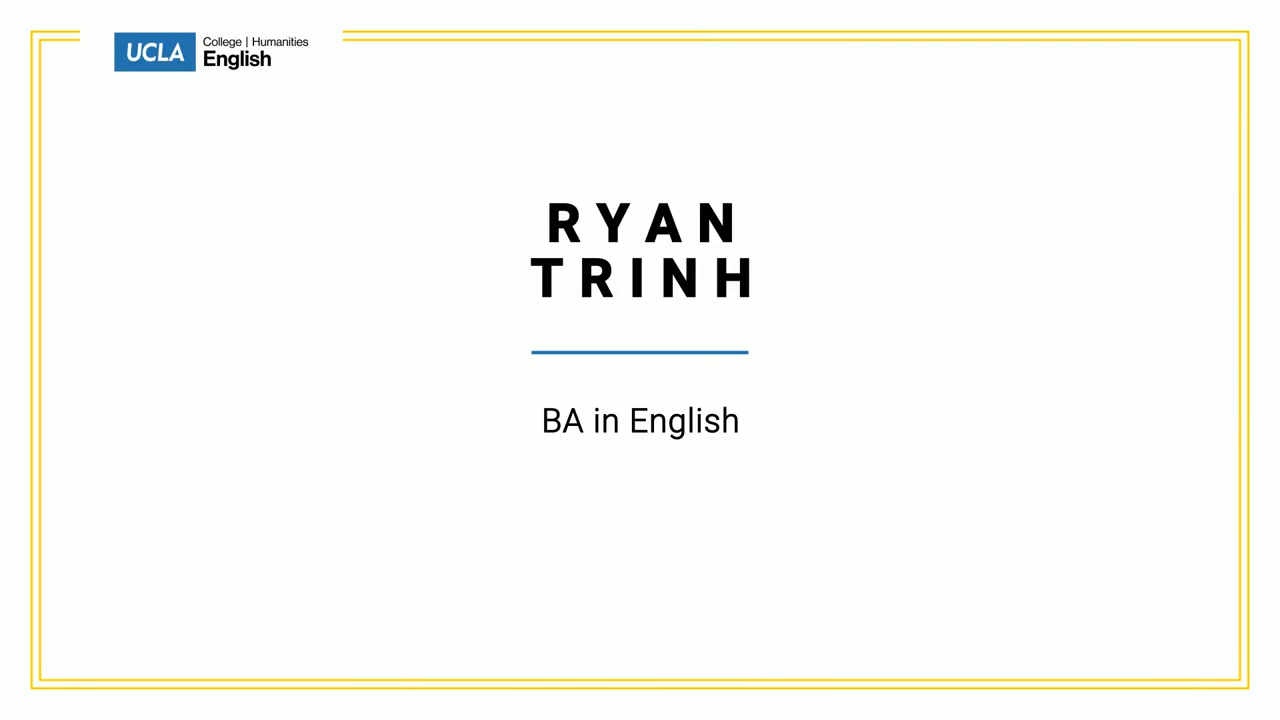 UCLA
College | Humanities
English
RYAN
TRINH
BA in English